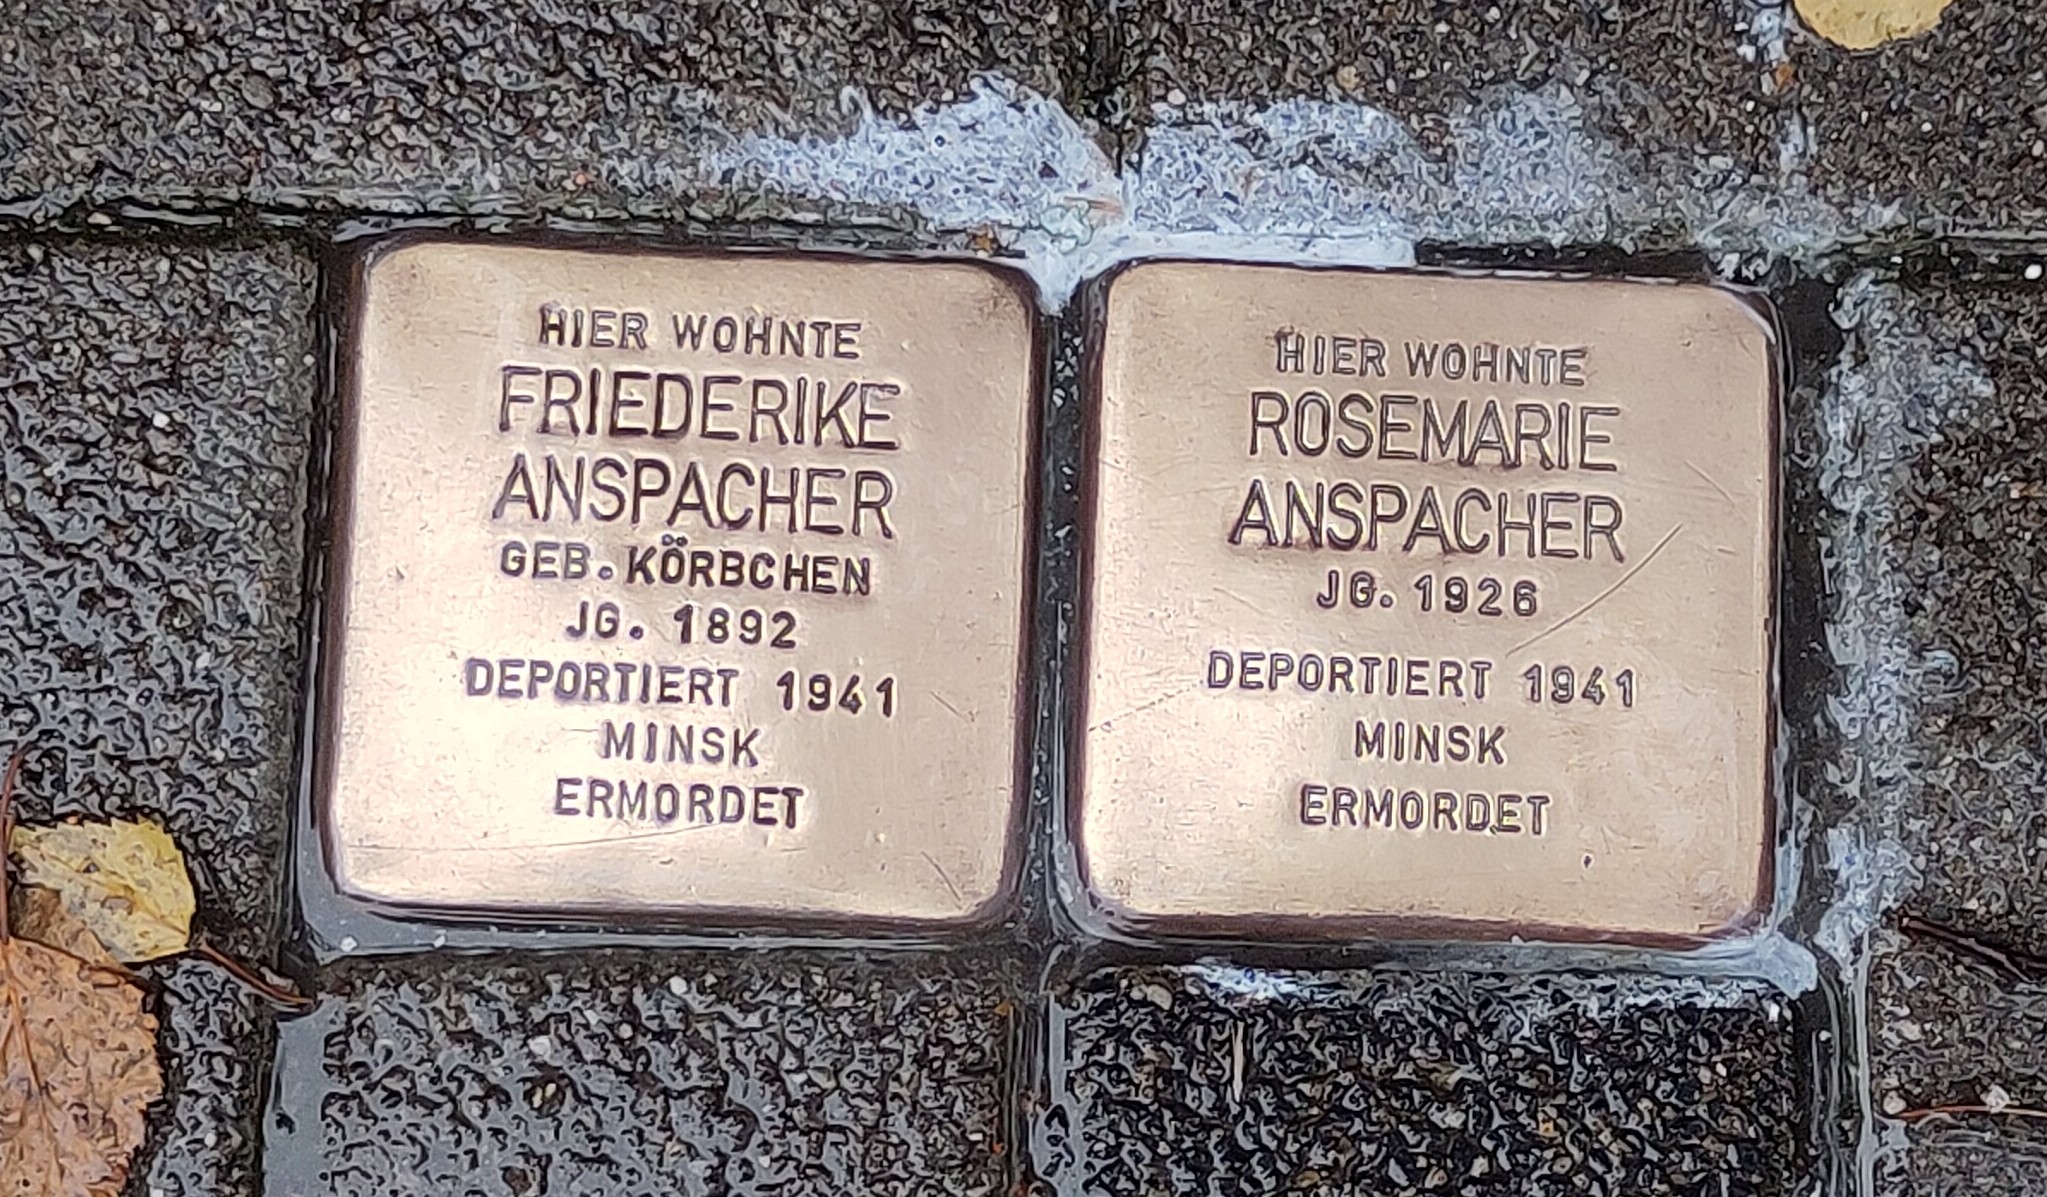 HIER WOHNTE
FRIEDERIKE
ANSPACHER
GEB. KÖRBCHEN
JG. 1892
DEPORTIERT 1941
MINSK
ERMORDET
HIER WOHNTE
ROSEMARIE
ANSPACHER
JG. 1926
DEPORTIERT 1941
MINSK
ERMORDET